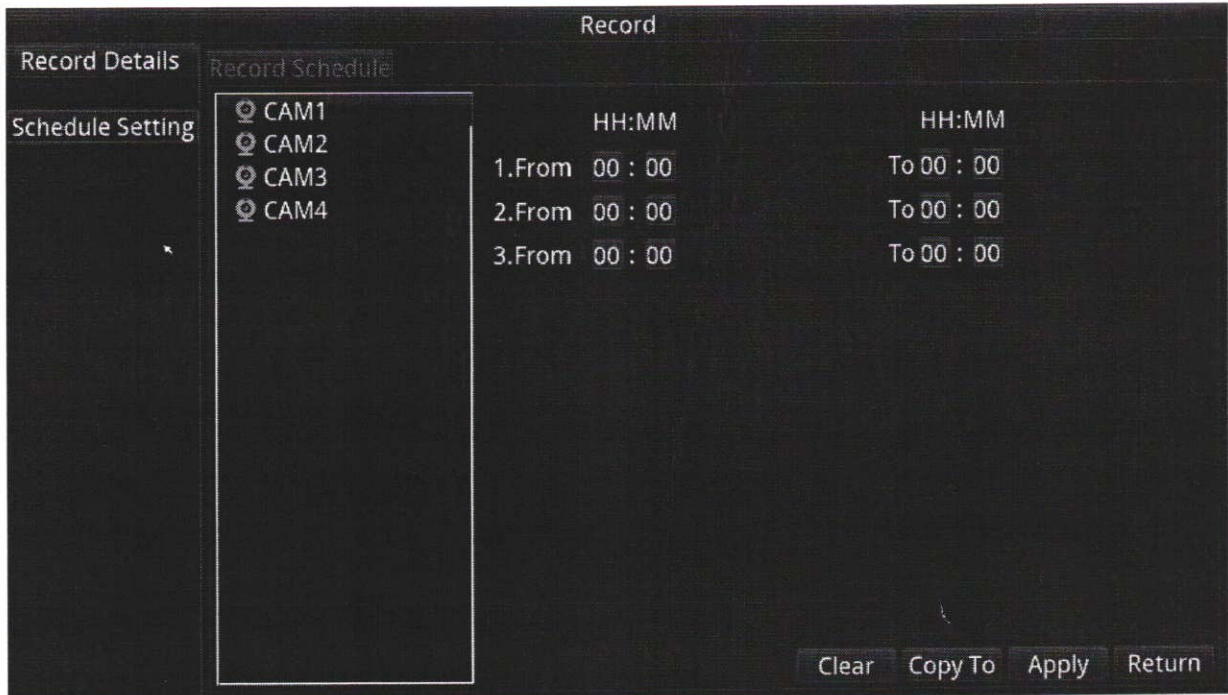 Record
Record Details
Schedule Setting
Record Schedule
CAM1
CAM2
CAM3
CAM4
HH:MM HH:MM
1.From 00 : 00 To 00 : 00
2.From 00 : 00 To 00 : 00
3.From 00 : 00 To 00 : 00
Clear Copy To Apply Return